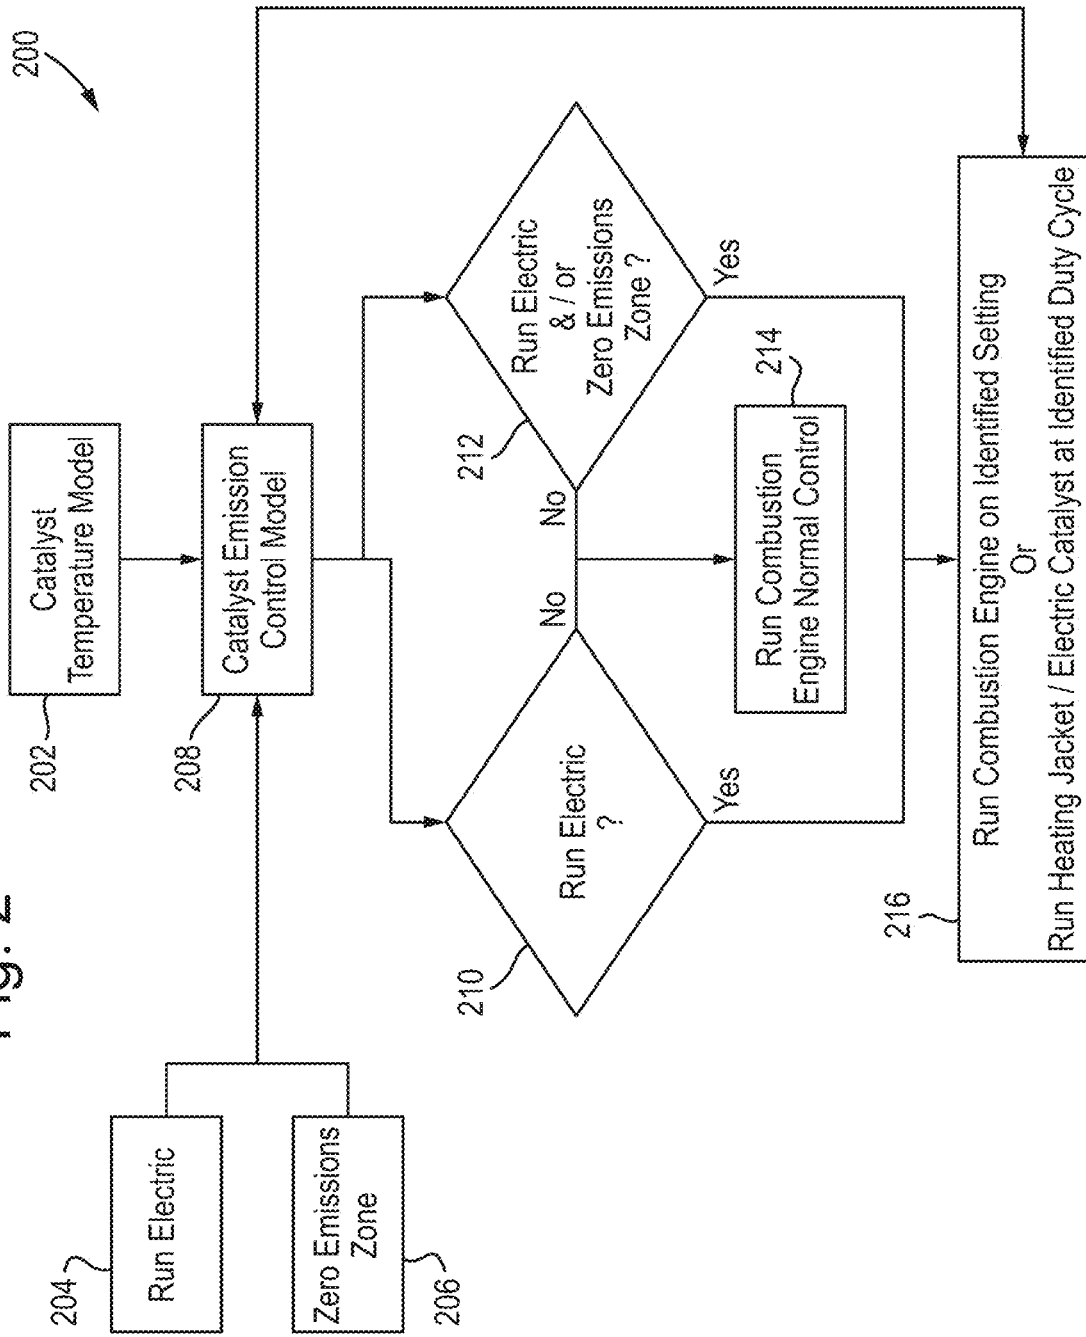 Fig. 2
200
Catalyst
Temperature Model
202
Run Electric
204
Zero Emissions
Zone
206
Catalyst Emission
Control Model
208
Run Electric
?
210
Run Electric
& / or
Zero Emissions
Zone ?
212
No
No
Yes
Yes
Run Combustion
Engine Normal Control
214
Run Combustion Engine on Identified Setting
Or
Run Heating Jacket / Electric Catalyst at Identified Duty Cycle
216